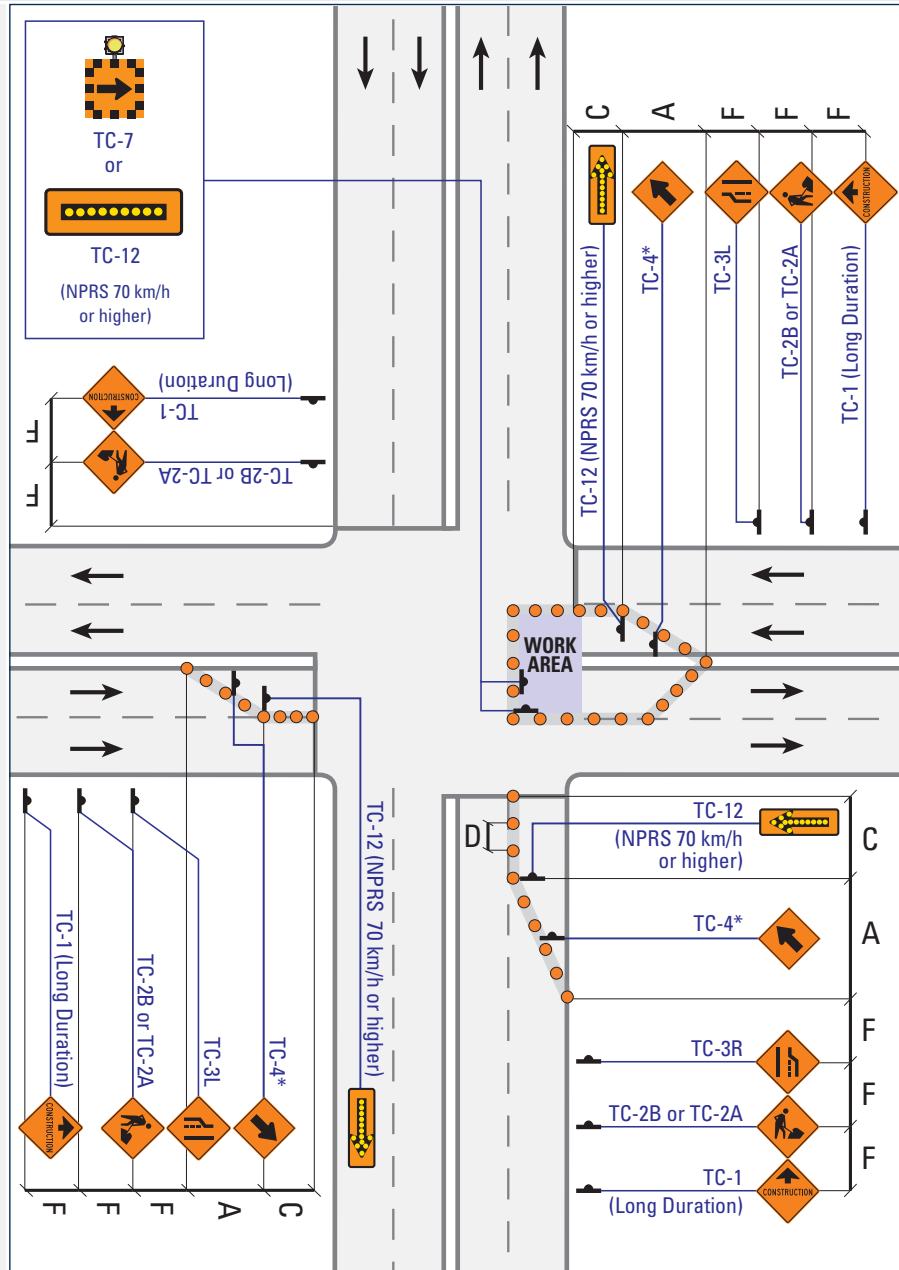 TC-7
or
TC-12
(NPRS 70 km/h
or higher)
CONSTRUCTION
TC-1
(Long Duration)
TC-2B or TC-2A
F
F
C
A
F
F
F
CONSTRUCTION
TC-12 (NPRS 70 km/h or higher)
TC-4*
TC-3L
TC-2B or TC-2A
TC-1 (Long Duration)
WORK
AREA
D
TC-12
(NPRS 70 km/h
or higher)
C
TC-4*
A
TC-3R
F
TC-2B or TC-2A
F
TC-1
(Long Duration)
CONSTRUCTION
F
TC-12 (NPRS 70 km/h or higher)
TC-4*
TC-3L
TC-2B or TC-2A
TC-1 (Long Duration)
CONSTRUCTION
F
F
F
A
C